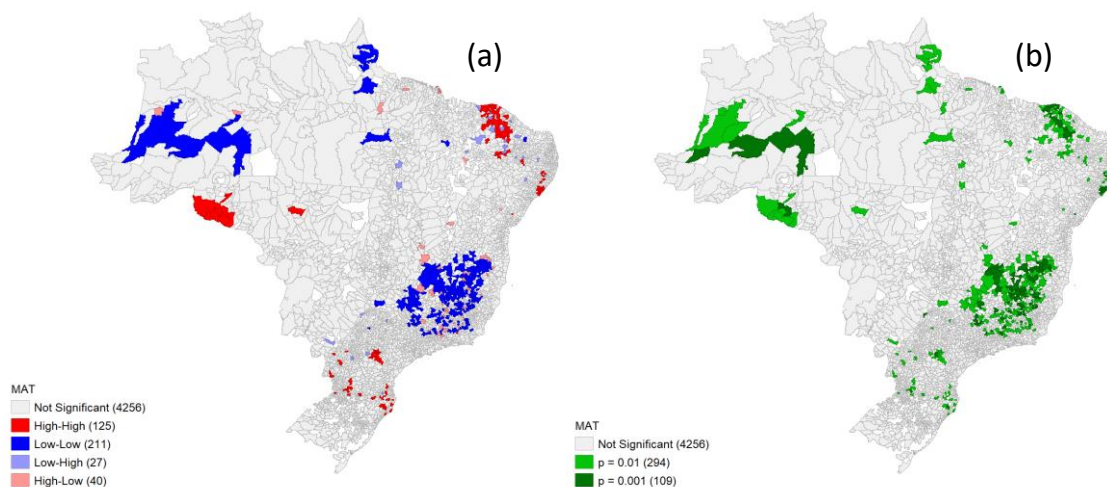 (a)
MAT
Not Significant (4256)
High-High (125)
Low-Low (211)
Low-High (27)
High-Low (40)
(b)
MAT
Not Significant (4256)
p = 0.01 (294)
p = 0.001 (109)